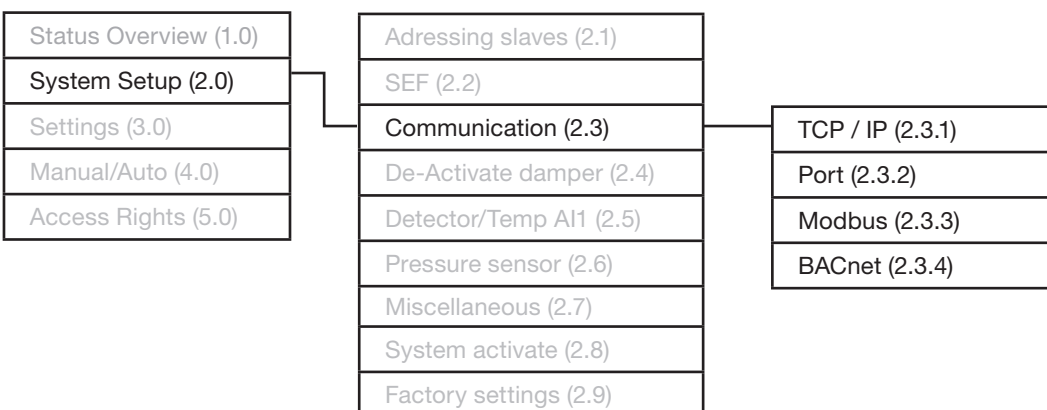 Status Overview (1.0)
System Setup (2.0)
Settings (3.0)
Manual/Auto (4.0)
Access Rights (5.0)
Adressing slaves (2.1)
SEF (2.2)
Communication (2.3)
De-Activate damper (2.4)
Detector/Temp AI1 (2.5)
Pressure sensor (2.6)
Miscellaneous (2.7)
System activate (2.8)
Factory settings (2.9)
TCP / IP (2.3.1)
Port (2.3.2)
Modbus (2.3.3)
BACnet (2.3.4)